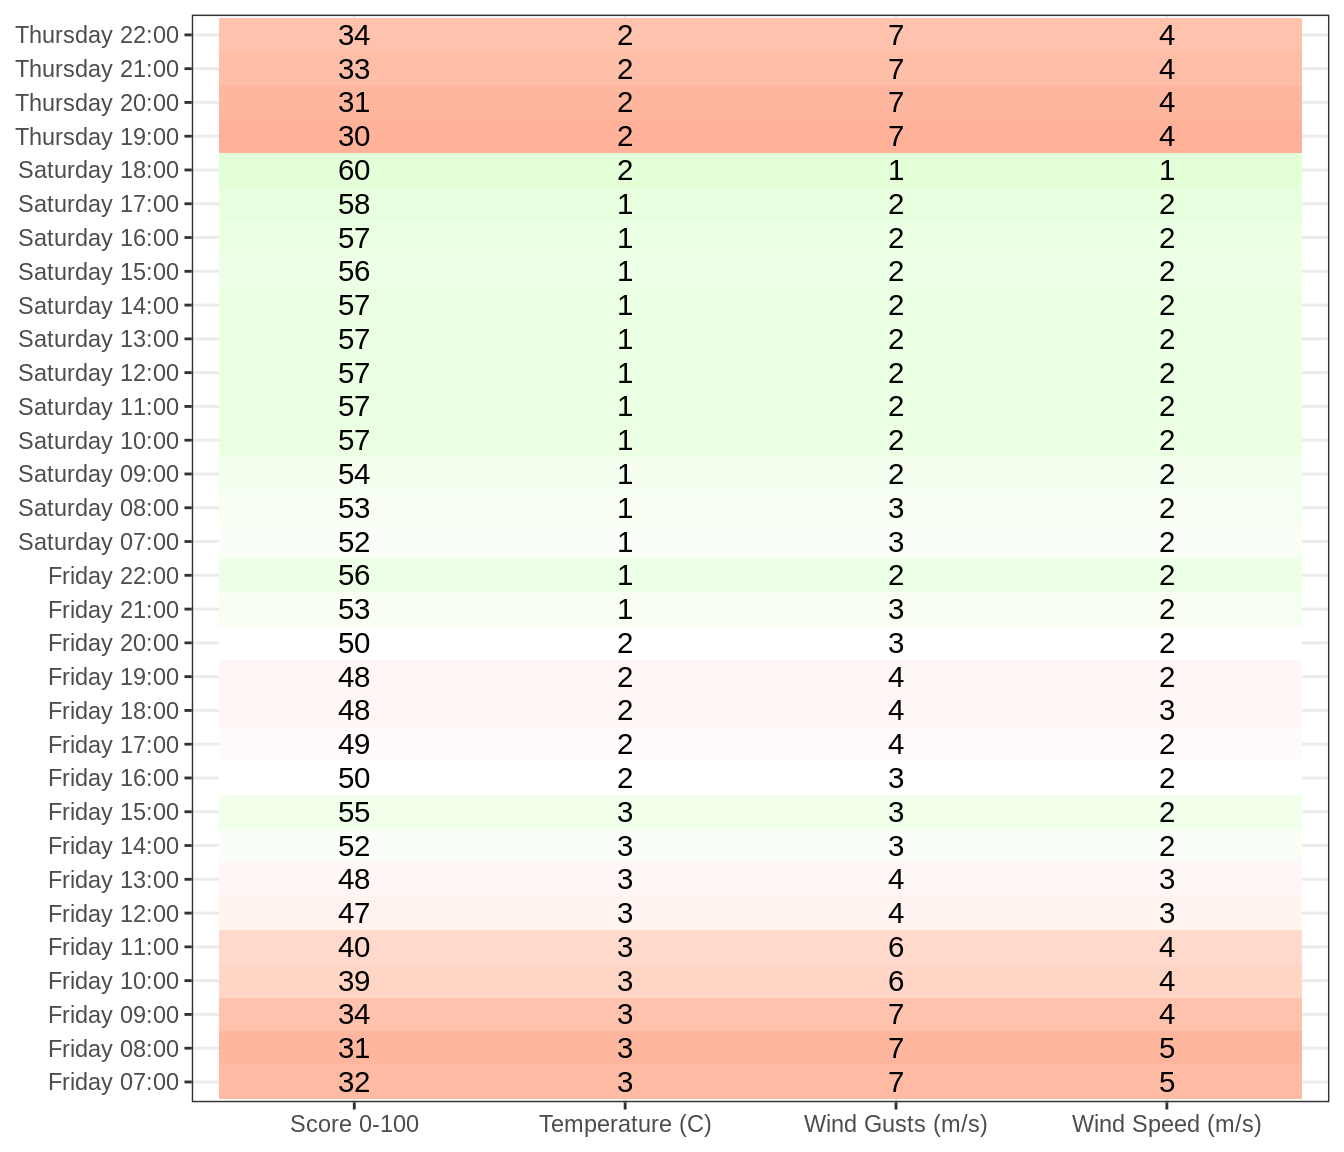 Thursday 22:00 34 2 7 4
Thursday 21:00 33 2 7 4
Thursday 20:00 31 2 7 4
Thursday 19:00 30 2 7 4
Saturday 18:00 60 2 1 1
Saturday 17:00 58 1 2 2
Saturday 16:00 57 1 2 2
Saturday 15:00 56 1 2 2
Saturday 14:00 57 1 2 2
Saturday 13:00 57 1 2 2
Saturday 12:00 57 1 2 2
Saturday 11:00 57 1 2 2
Saturday 10:00 57 1 2 2
Saturday 09:00 54 1 2 2
Saturday 08:00 53 1 3 2
Saturday 07:00 52 1 3 2
Friday 22:00 56 1 2 2
Friday 21:00 53 1 3 2
Friday 20:00 50 2 3 2
Friday 19:00 48 2 4 2
Friday 18:00 48 2 4 3
Friday 17:00 49 2 4 2
Friday 16:00 50 2 3 2
Friday 15:00 55 3 3 2
Friday 14:00 52 3 3 2
Friday 13:00 48 3 4 3
Friday 12:00 47 3 4 3
Friday 11:00 40 3 6 4
Friday 10:00 39 3 6 4
Friday 09:00 34 3 7 4
Friday 08:00 31 3 7 5
Friday 07:00 32 3 7 5
Score 0-100 Temperature (C) Wind Gusts (m/s) Wind Speed (m/s)